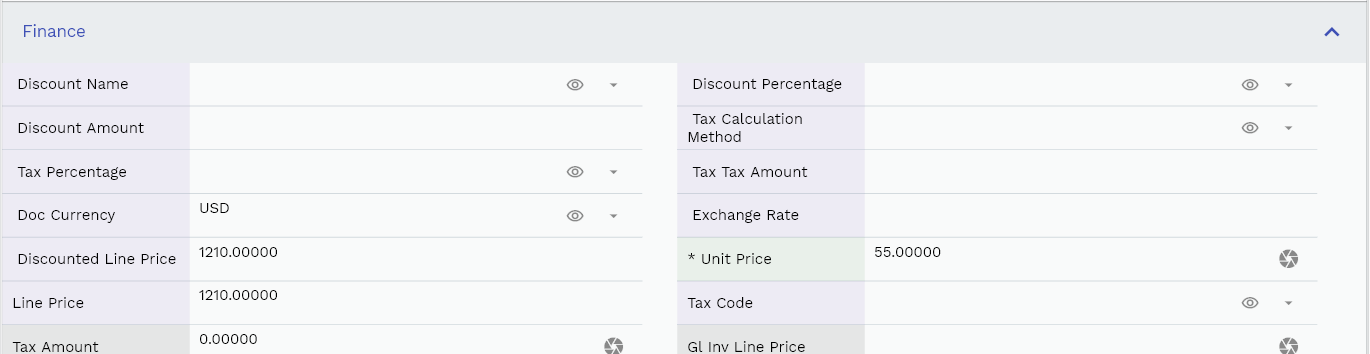 Finance
Discount Name
Discount Percentage
Discount Amount
Tax Calculation
Method
Tax Percentage
Tax Tax Amount
Doc Currency
USD
Exchange Rate
Discounted Line Price
1210.00000
* Unit Price
55.00000
Line Price
1210.00000
Tax Code
Tax Amount
0.00000
Gl Inv Line Price